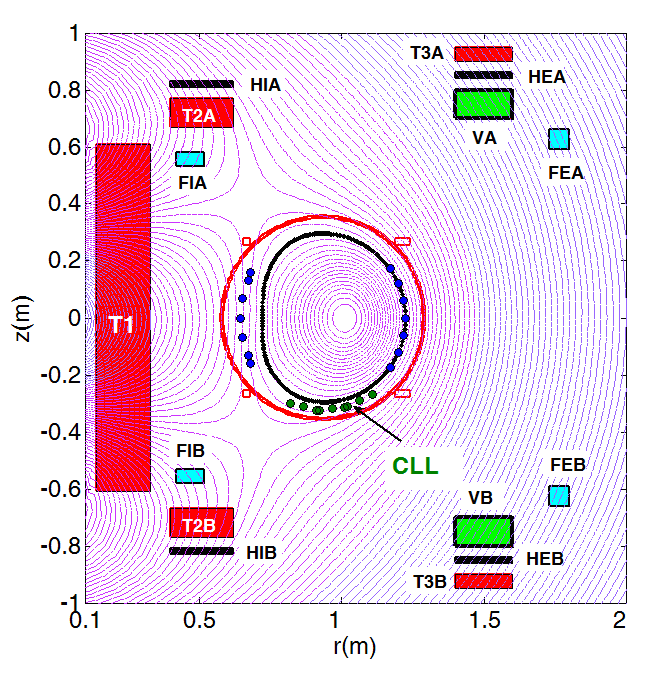 1
T3A
HIA
HEA
0.8
T2A
VA
0.6
FIA
FEA
0.4
0.2
z(m)
0
T1
-0.2
-0.4
FIB
CLL
FEB
-0.6
T2B
VB
-0.8
HIB
HEB
T3B
-1
0.1
0.5
1
1.5
2
r(m)